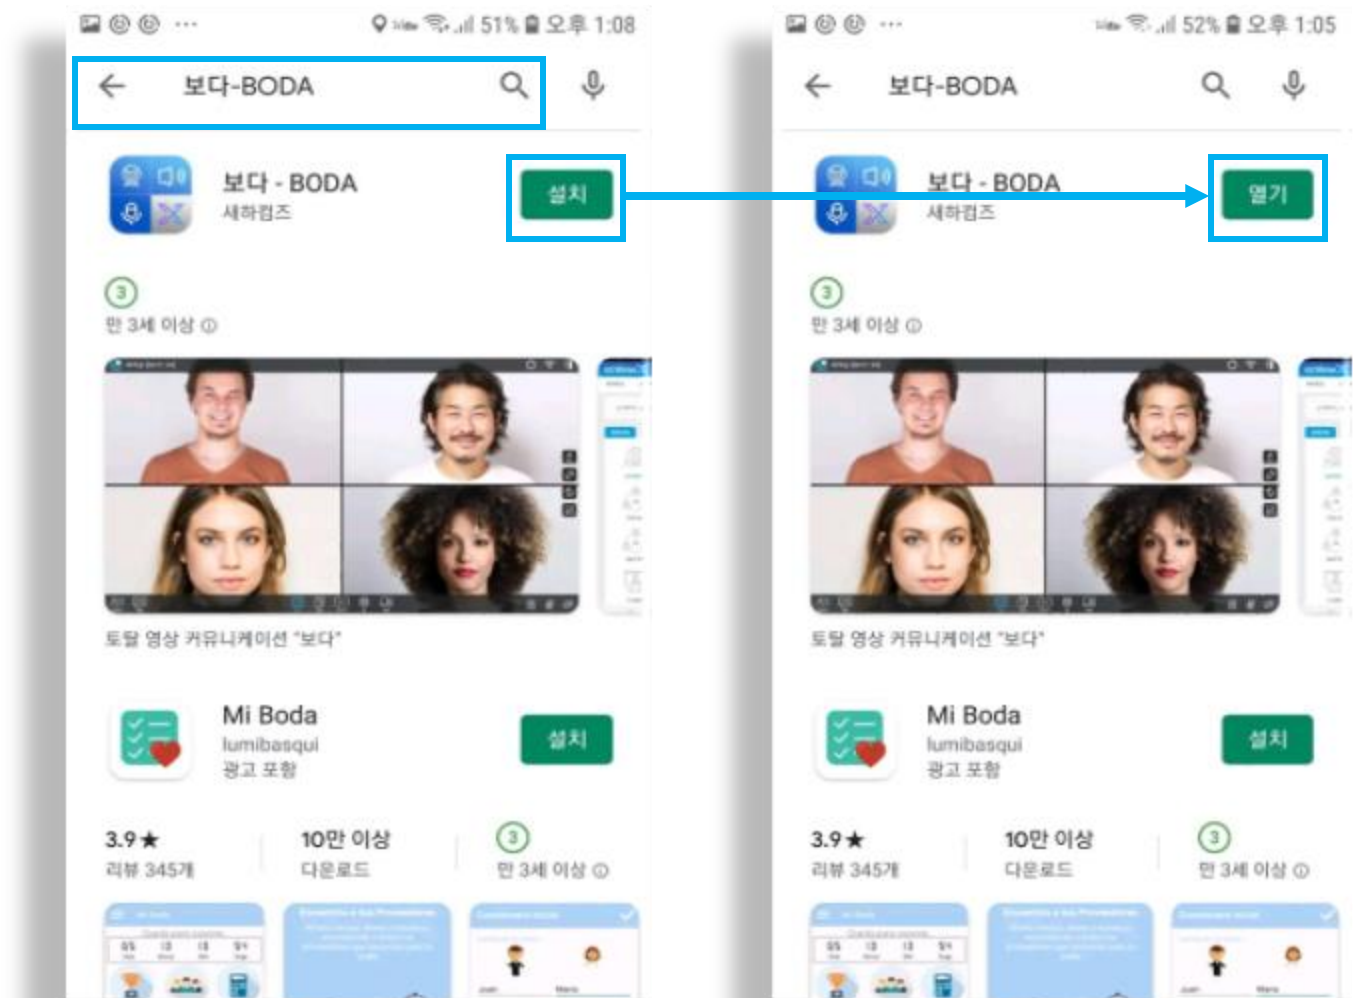 오후 1:08
51%
보다-BODA
보다 - BODA
새하컴즈
설치
3
만 3세 이상
토탈 영상 커뮤니케이션 "보다"
Mi Boda
lumibasqui
광고 포함
설치
3.9★
리뷰 345개
10만 이상
다운로드
3
만 3세 이상
52%
오후 1:05
보다-BODA
보다 - BODA
새하컴즈
열기
3
만 3세 이상
토탈 영상 커뮤니케이션 "보다"
Mi Boda
lumibasqui
광고 포함
설치
3.9★
리뷰 345개
10만 이상
다운로드
3
만 3세 이상